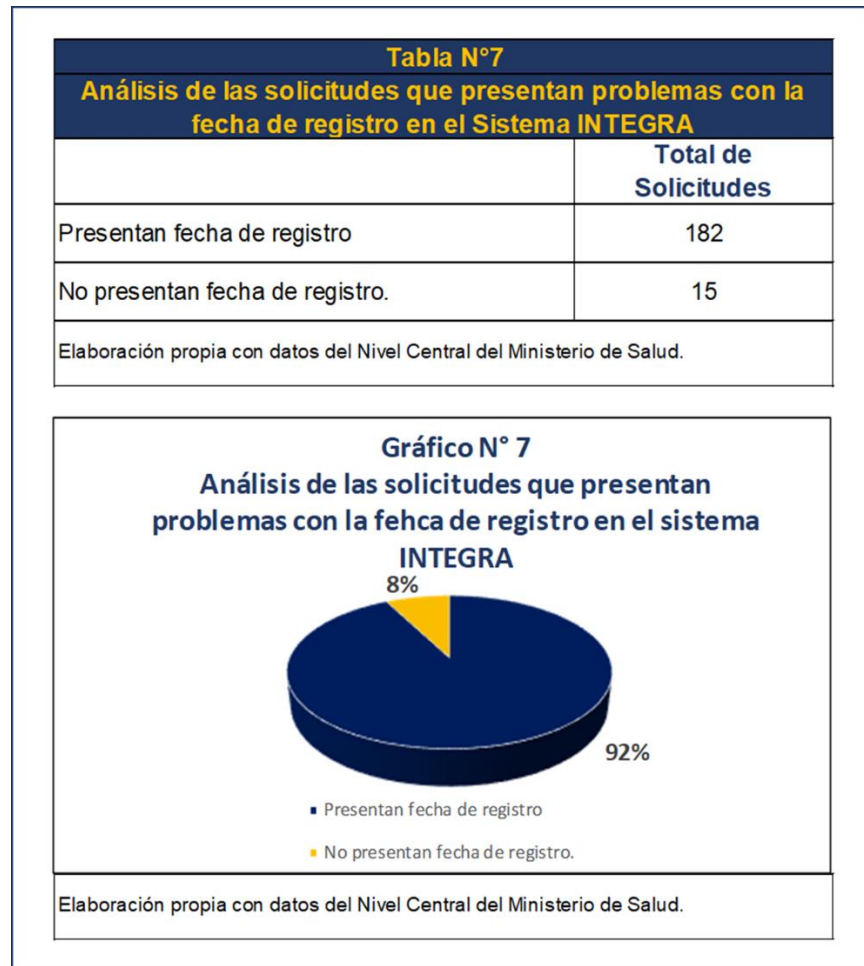 Tabla N°7
Análisis de las solicitudes que presentan problemas con la
fecha de registro en el Sistema INTEGRA
Total de
Solicitudes
Presentan fecha de registro
182
No presentan fecha de registro.
15
Elaboración propia con datos del Nivel Central del Ministerio de Salud.
Gráfico N° 7
Análisis de las solicitudes que presentan
problemas con la fehca de registro en el sistema
INTEGRA
8%
92%
Presentan fecha de registro
No presentan fecha de registro.
Elaboración propia con datos del Nivel Central del Ministerio de Salud.